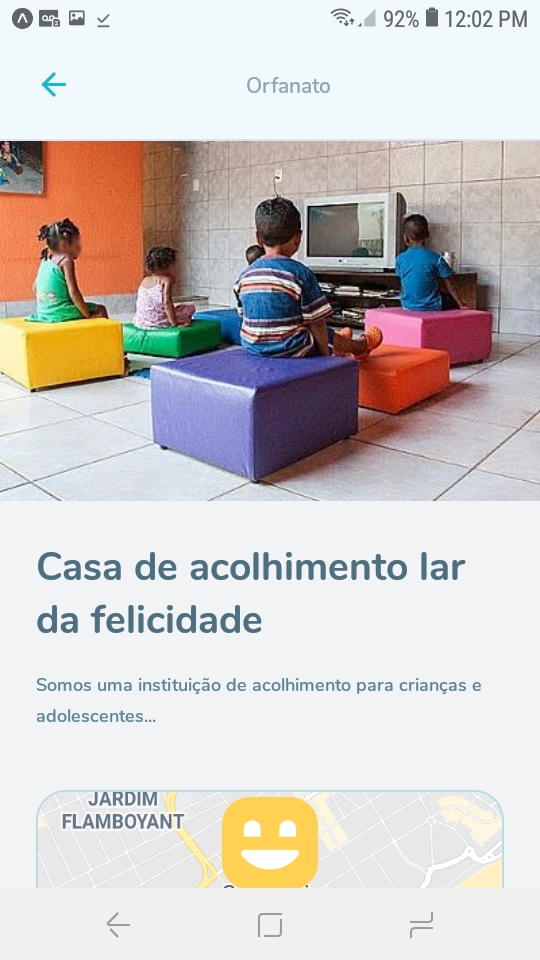 92% 12:02 PM
Orfanato
Casa de acolhimento lar
da felicidade
Somos uma instituição de acolhimento para crianças e
adolescentes...
JARDIM
FLAMBOYANT